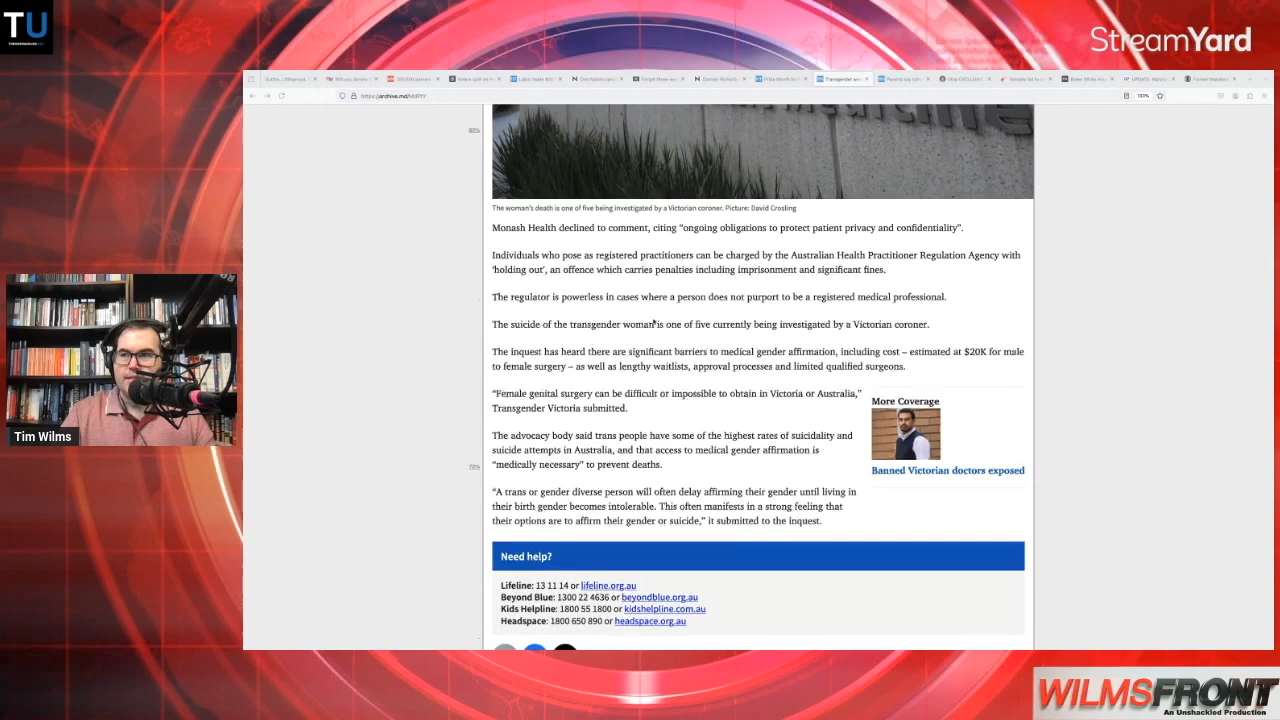 TU
StreamYard
https://archive.md/MdPtY
133%
60%
The woman's death is one of five being investigated by a Victorian coroner. Picture: David Crosling
Monash Health declined to comment, citing “ongoing obligations to protect patient privacy and confidentiality”.
Individuals who pose as registered practitioners can be charged by the Australian Health Practitioner Regulation Agency with
‘holding out’, an offence which carries penalties including imprisonment and significant fines.
The regulator is powerless in cases where a person does not purport to be a registered medical professional.
The suicide of the transgender woman is one of five currently being investigated by a Victorian coroner.
The inquest has heard there are significant barriers to medical gender affirmation, including cost – estimated at $20K for male
to female surgery – as well as lengthy waitlists, approval processes and limited qualified surgeons.
“Female genital surgery can be difficult or impossible to obtain in Victoria or Australia,”
Transgender Victoria submitted.
The advocacy body said trans people have some of the highest rates of suicidality and
suicide attempts in Australia, and that access to medical gender affirmation is
“medically necessary” to prevent deaths.
“A trans or gender diverse person will often delay affirming their gender until living in
their birth gender becomes intolerable. This often manifests in a strong feeling that
their options are to affirm their gender or suicide,” it submitted to the inquest.
More Coverage
Banned Victorian doctors exposed
70%
Need help?
Lifeline: 13 11 14 or lifeline.org.au
Beyond Blue: 1300 22 4636 or beyondblue.org.au
Kids Helpline: 1800 55 1800 or kidshelpline.com.au
Headspace: 1800 650 890 or headspace.org.au
Tim Wilms
WILMSFRONT
An Unshackled Production